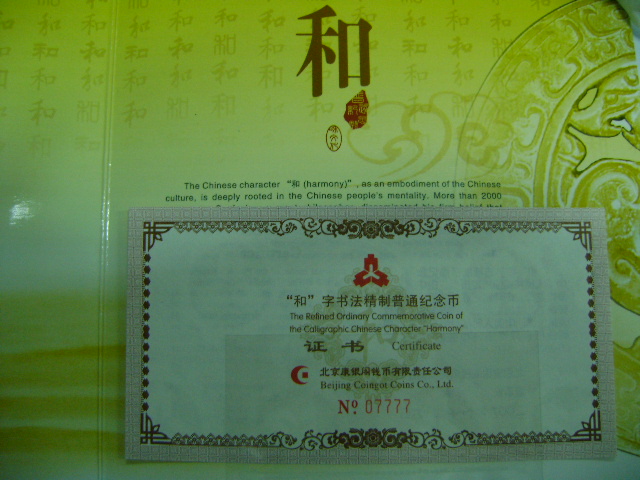 和
The Chinese character "和 (harmony)", as an embodiment of the Chinese
culture, is deeply rooted in the Chinese people's mentality. More than 2000
"和"字书法精制普通纪念币
The Refined Ordinary Commemorative Coin of
the Calligraphic Chinese Character "Harmony"
证书 Certificate
北京康银阁钱币有限责任公司
Beijing Coingot Coins Co., Ltd.
Nº 07777